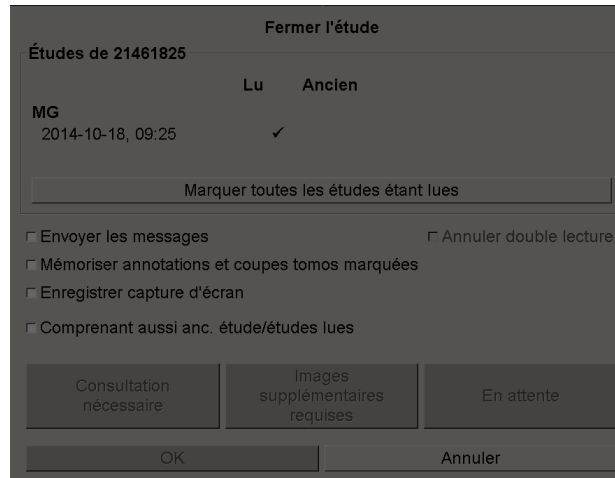 Fermer l'étude
Études de 21461825
Lu Ancien
MG
2014-10-18, 09:25 ✓
Marquer toutes les études étant lues
Envoyer les messages
Annuler double lecture
Mémoriser annotations et coupes tomos marquées
Enregistrer capture d'écran
Comprenant aussi anc. étude/études lues
Consultation
nécessaire
Images
supplémentaires
requises
En attente
OK
Annuler